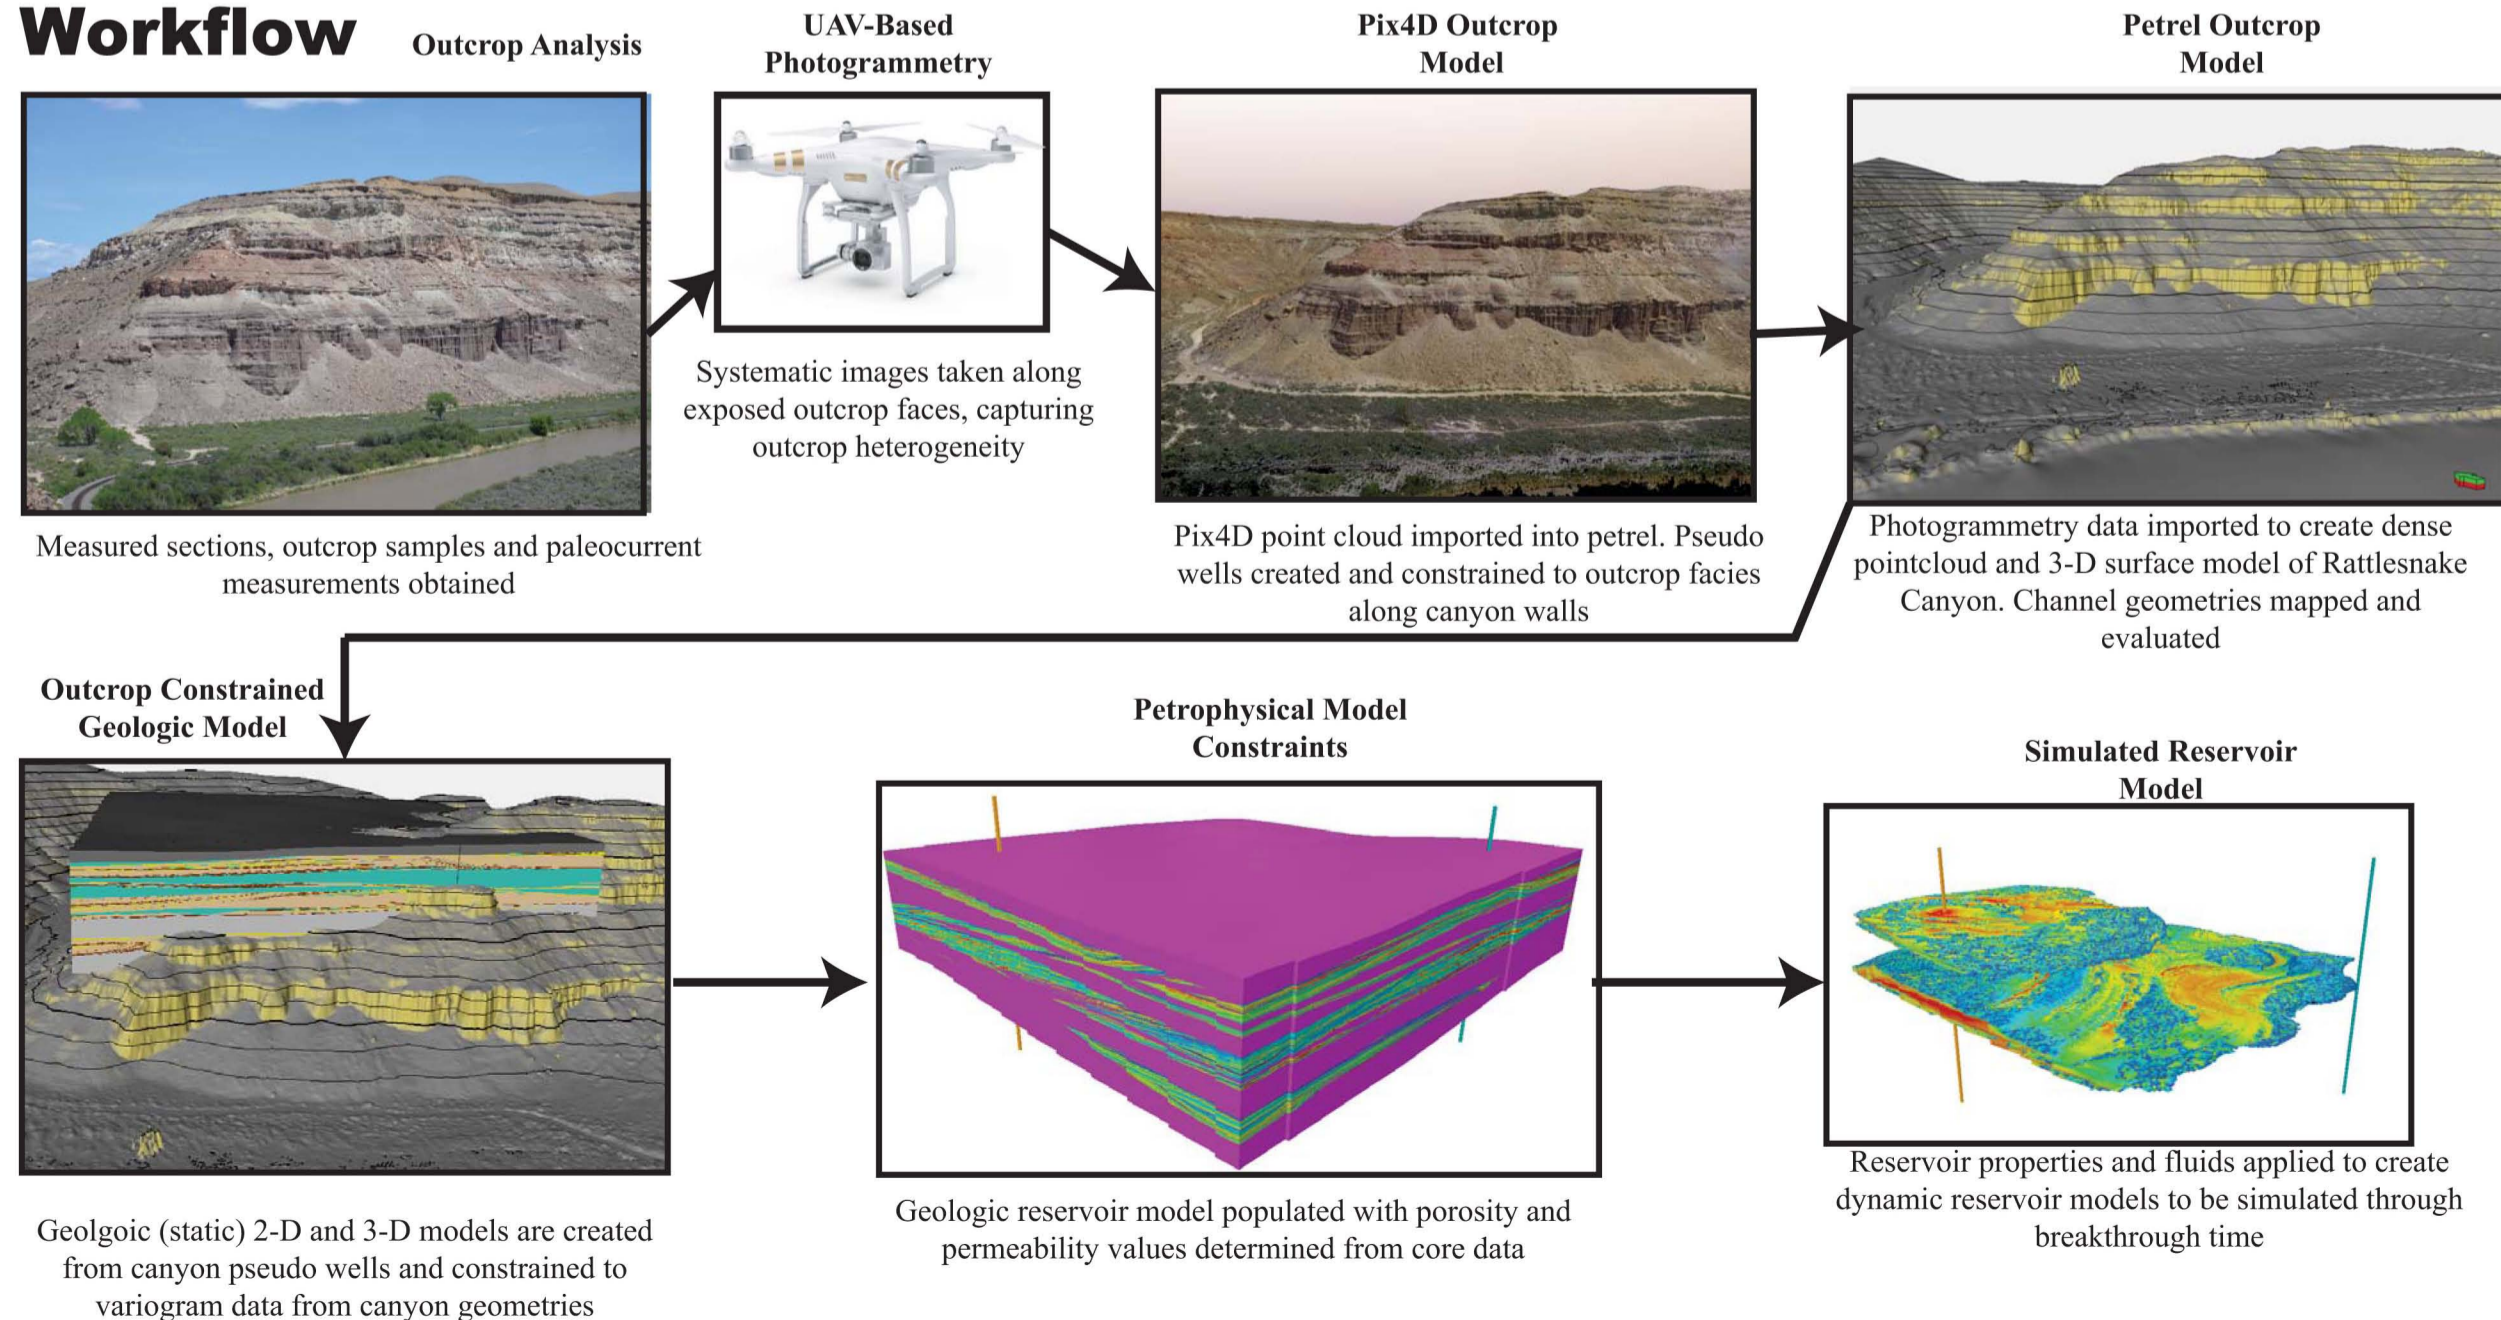 Workflow
Outcrop Analysis
Measured sections, outcrop samples and paleocurrent
measurements obtained
UAV-Based
Photogrammetry
Systematic images taken along
exposed outcrop faces, capturing
outcrop heterogeneity
Pix4D Outcrop
Model
Pix4D point cloud imported into petrel. Pseudo
wells created and constrained to outcrop facies
along canyon walls
Petrel Outcrop
Model
Photogrammetry data imported to create dense
pointcloud and 3-D surface model of Rattlesnake
Canyon. Channel geometries mapped and
evaluated
Outcrop Constrained
Geologic Model
Geolgoic (static) 2-D and 3-D models are created
from canyon pseudo wells and constrained to
variogram data from canyon geometries
Petrophysical Model
Constraints
Geologic reservoir model populated with porosity and
permeability values determined from core data
Simulated Reservoir
Model
Reservoir properties and fluids applied to create
dynamic reservoir models to be simulated through
breakthrough time